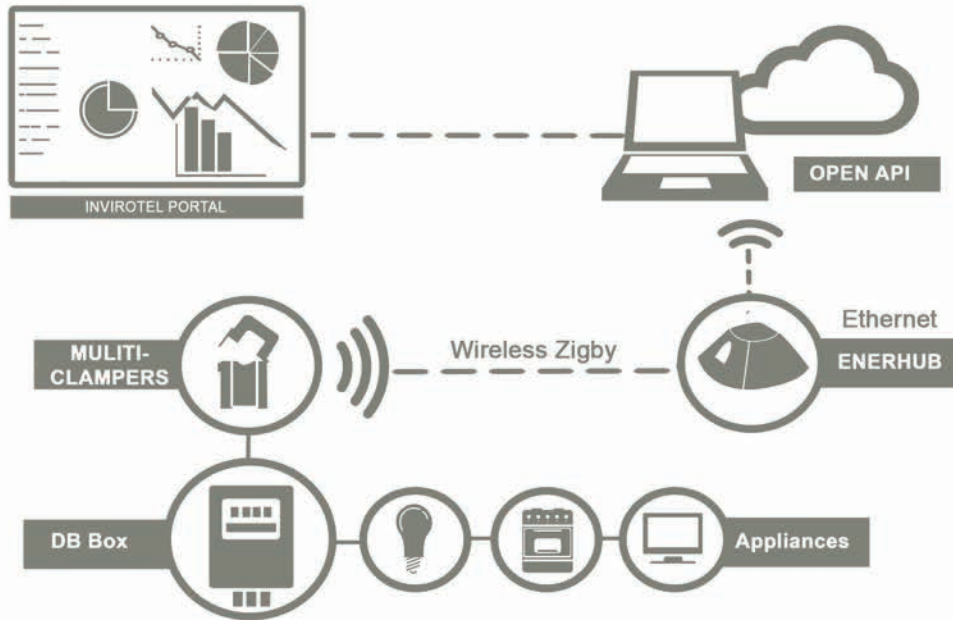 OPEN API
INVIROTEL PORTAL
Ethernet
MULITI-
CLAMPERS
Wireless Zigby
ENERHUB
DB Box
Appliances